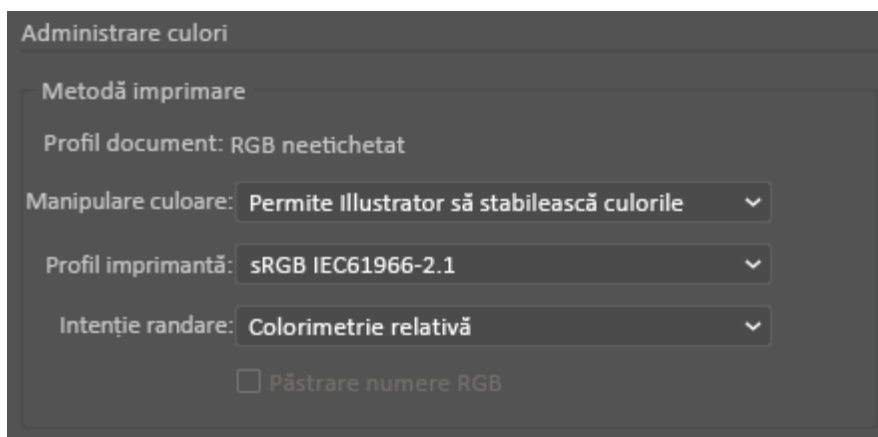 Administrare culori
Metodă imprimare
Profil document: RGB neetichetat
Manipulare culoare: Permite Illustrator să stabilească culorile
Profil imprimantă: sRGB IEC61966-2.1
Intenție randare: Colorimetrie relativă
Păstrare numere RGB